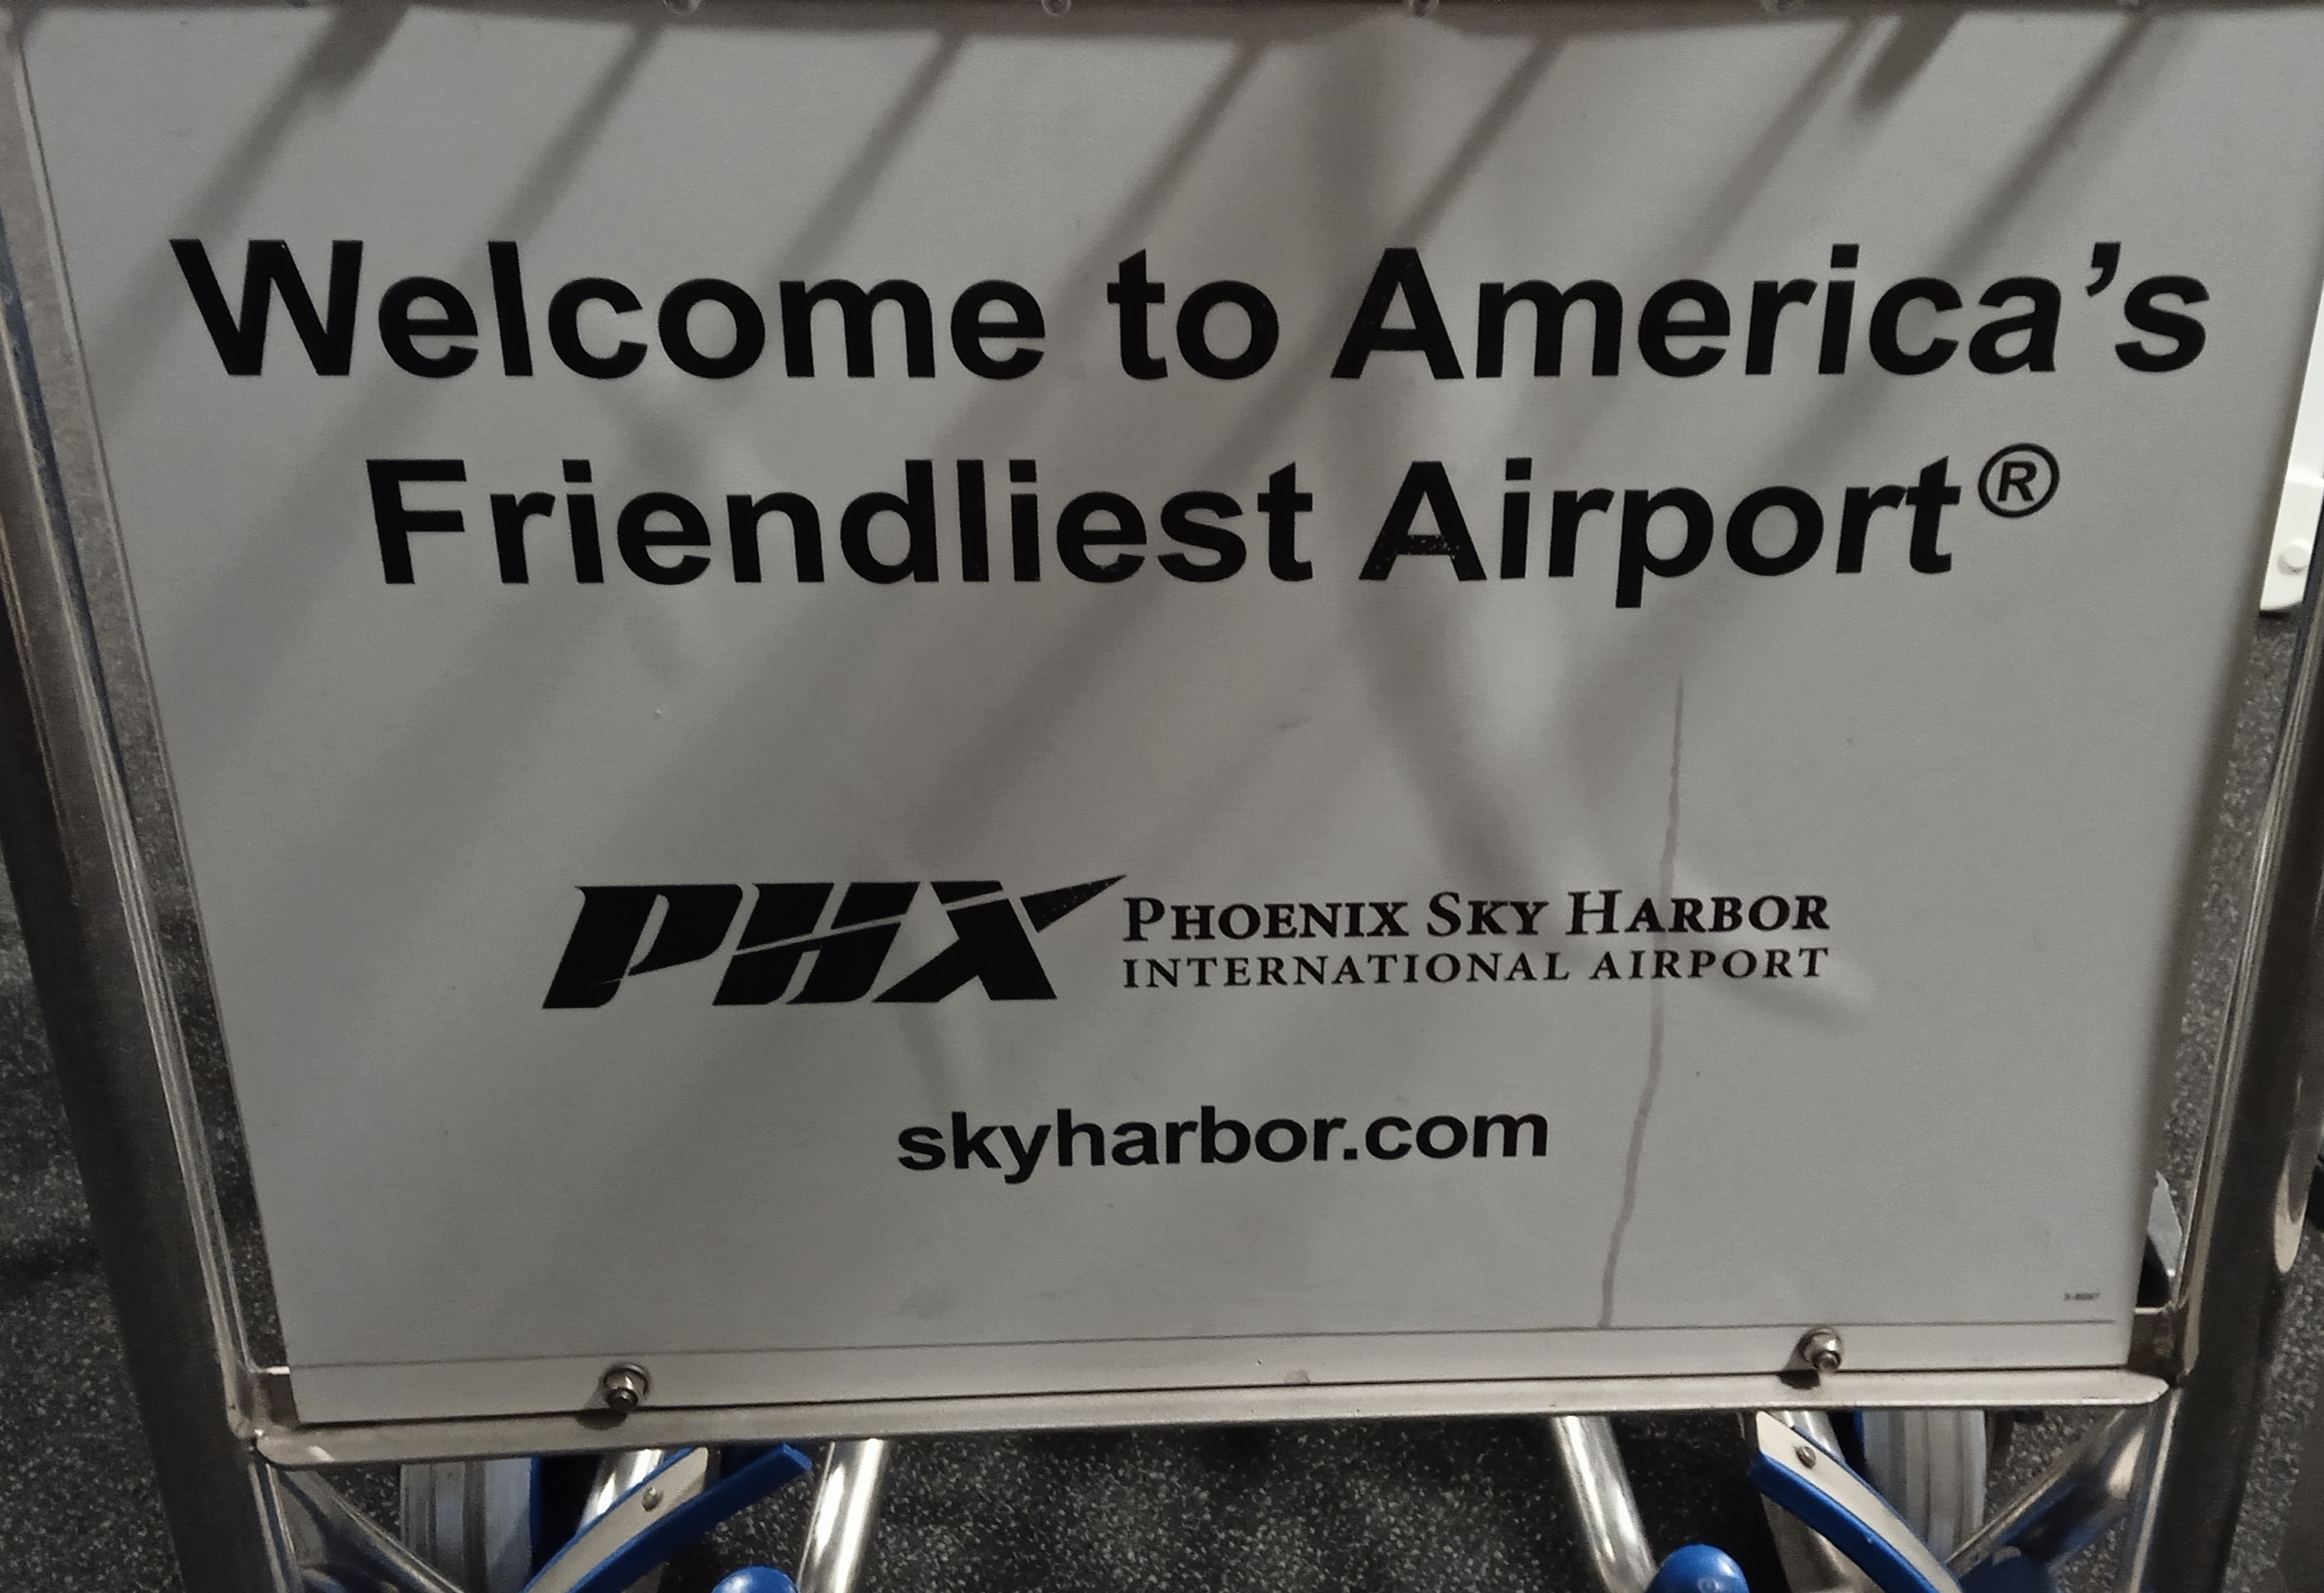 Welcome to America’s
Friendliest Airport®
PHX PHOENIX SKY HARBOR
INTERNATIONAL AIRPORT
skyharbor.com